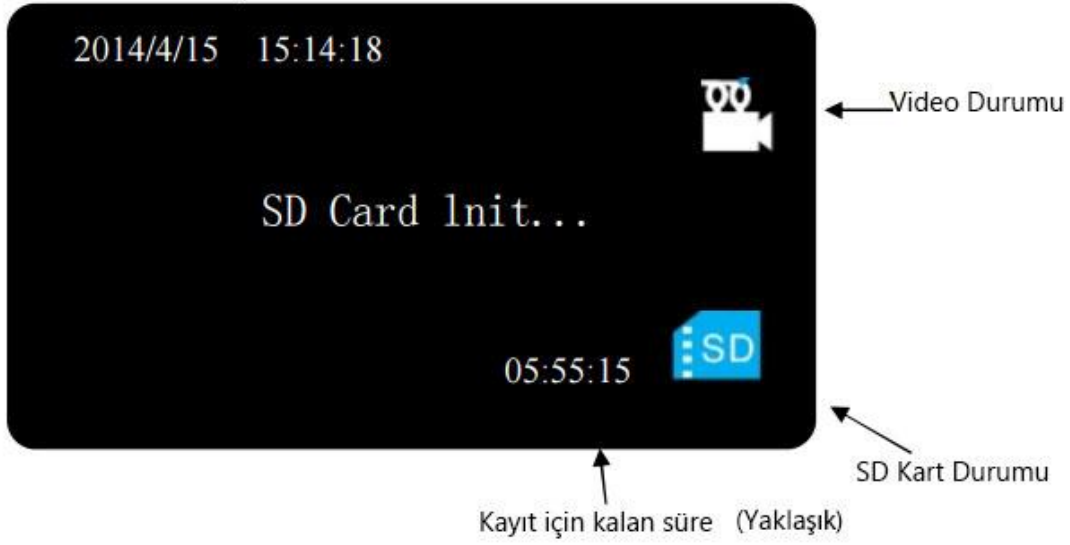 2014/4/15 15:14:18
Video Durumu
SD Card lnit...
SD
05:55:15
SD Kart Durumu
Kayıt için kalan süre (Yaklaşık)